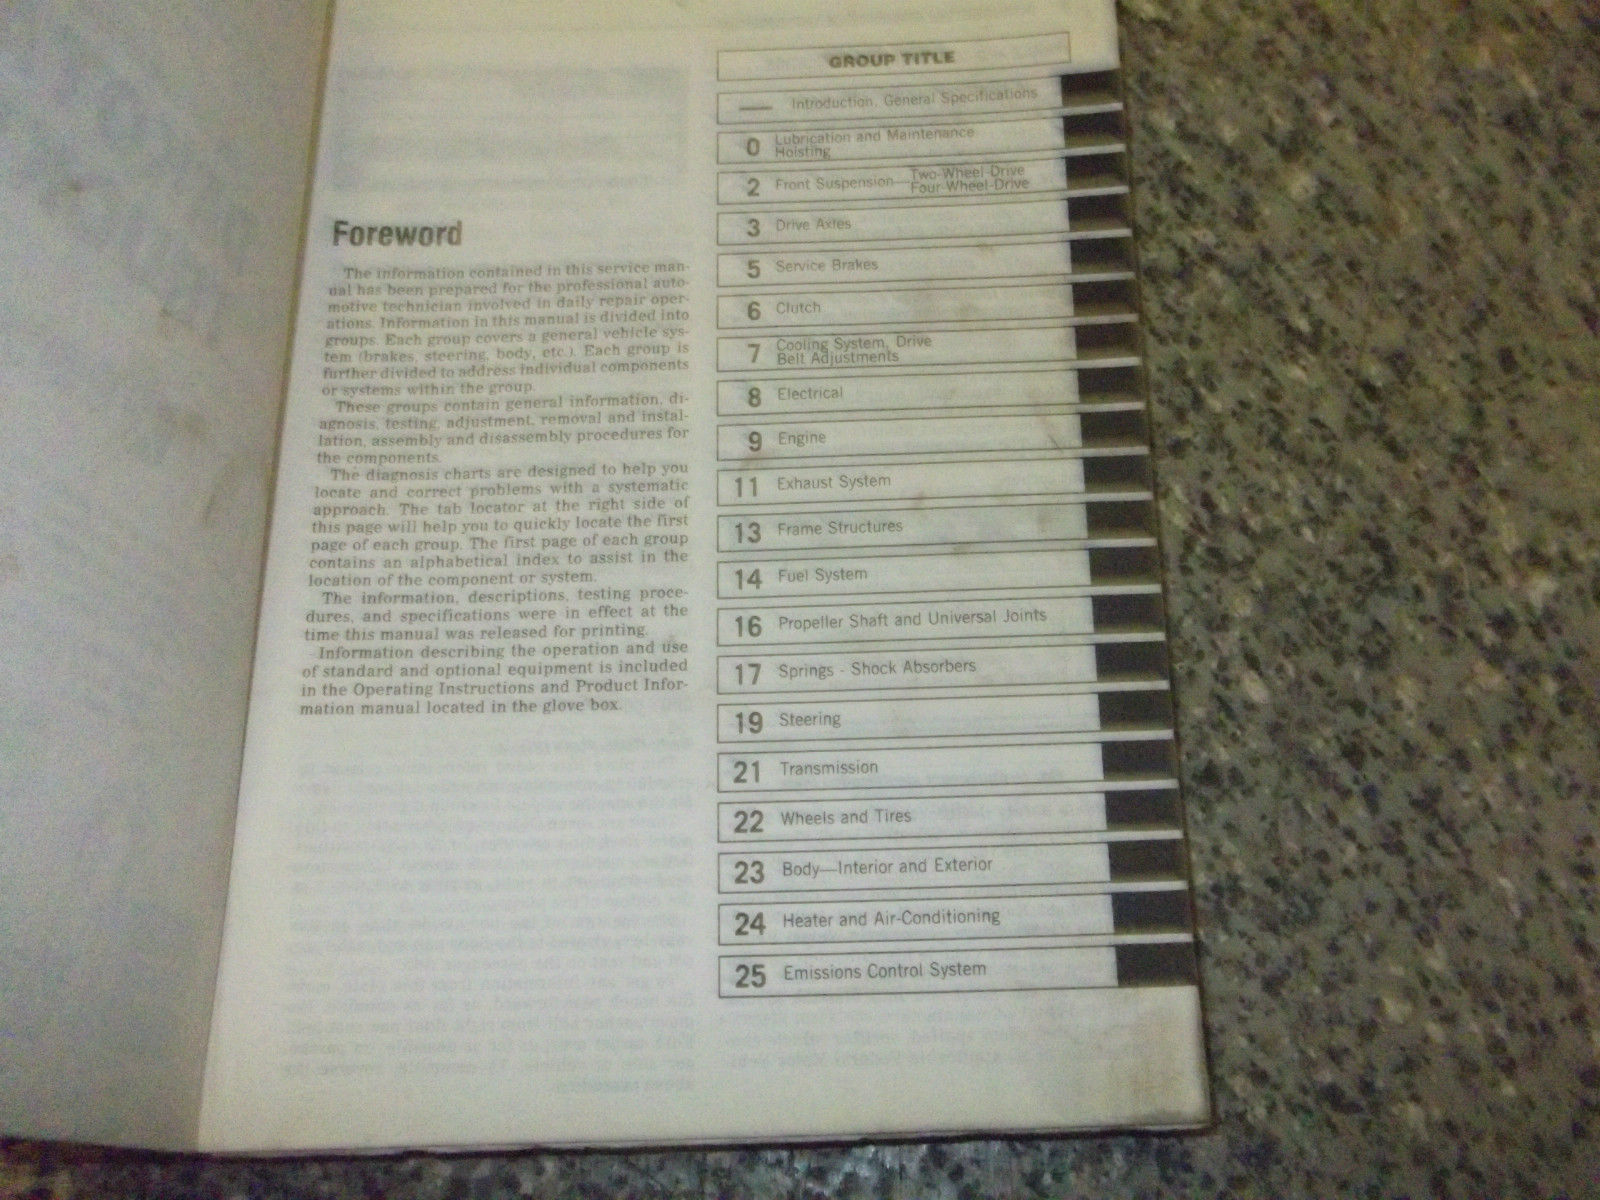 Foreword
The information contained in this service man-
ual has been prepared for the professional auto-
motive technician involved in daily repair oper-
ations. Information in this manual is divided into
groups. Each group covers a general vehicle sys-
tem (brakes, steering, body, etc.). Each group is
further divided to address individual components
or systems within the group.
These groups contain general information, di-
agnosis, testing, adjustment, removal and instal-
lation, assembly and disassembly procedures for
the components.
The diagnosis charts are designed to help you
locate and correct problems with a systematic
approach. The tab locator at the right side of
this page will help you to quickly locate the first
page of each group. The first page of each group
contains an alphabetical index to assist in the
location of the component or system.
The information, descriptions, testing proce-
dures, and specifications were in effect at the
time this manual was released for printing.
Information describing the operation and use
of standard and optional equipment is included
in the Operating Instructions and Product Infor-
mation manual located in the glove box.
GROUP TITLE
— Introduction, General Specifications
0 Lubrication and Maintenance
Hoisting
2 Front Suspension—Two-Wheel-Drive
Four-Wheel-Drive
3 Drive Axles
5 Service Brakes
6 Clutch
7 Cooling System, Drive
Belt Adjustments
8 Electrical
9 Engine
11 Exhaust System
13 Frame Structures
14 Fuel System
16 Propeller Shaft and Universal Joints
17 Springs - Shock Absorbers
19 Steering
21 Transmission
22 Wheels and Tires
23 Body—Interior and Exterior
24 Heater and Air-Conditioning
25 Emissions Control System